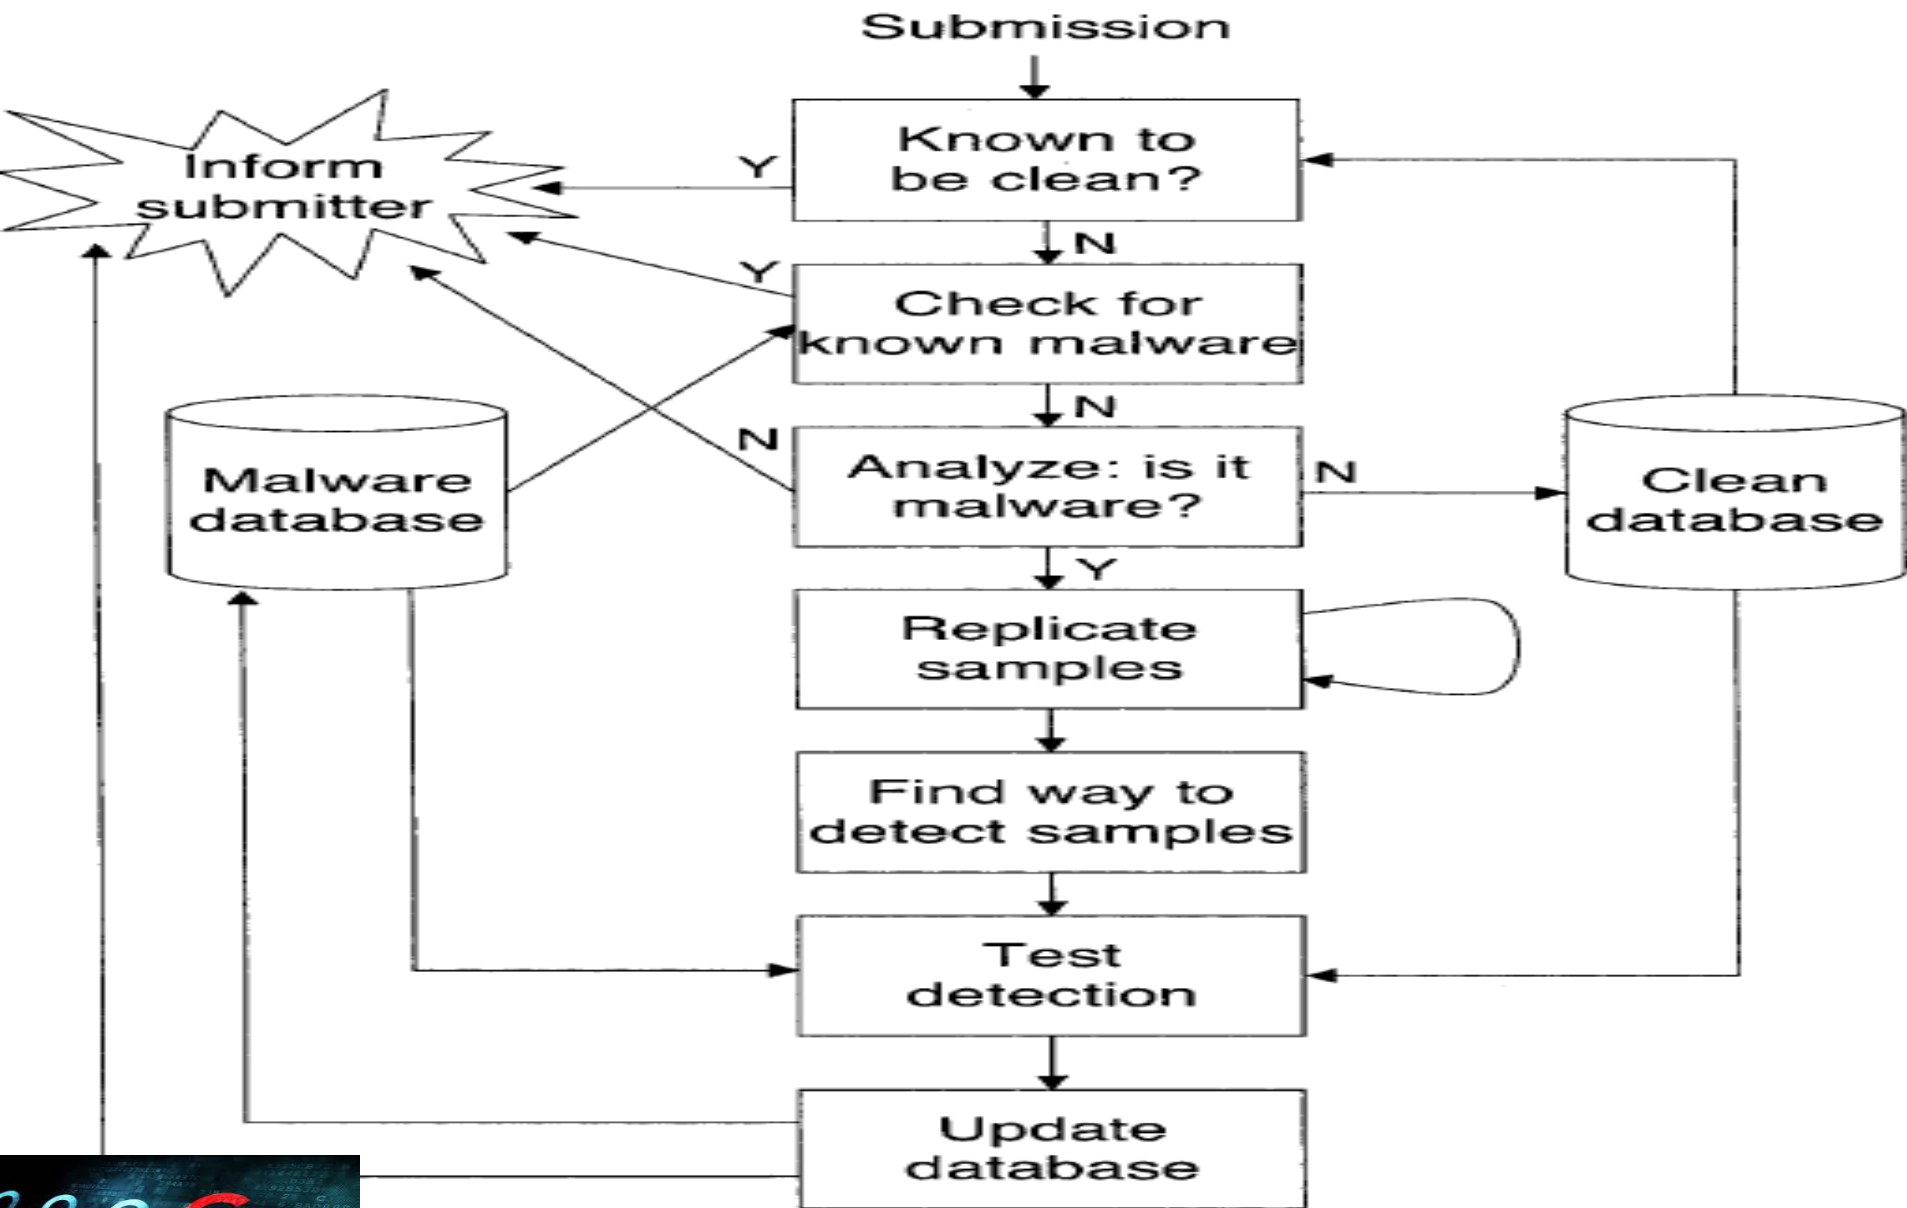 Submission
Known to
be clean?
Y
Inform
submitter
N
Y
Check for
known malware
N
N
Analyze: is it
malware?
N
Malware
database
Clean
database
Y
Replicate
samples
Find way to
detect samples
Test
detection
Update
database